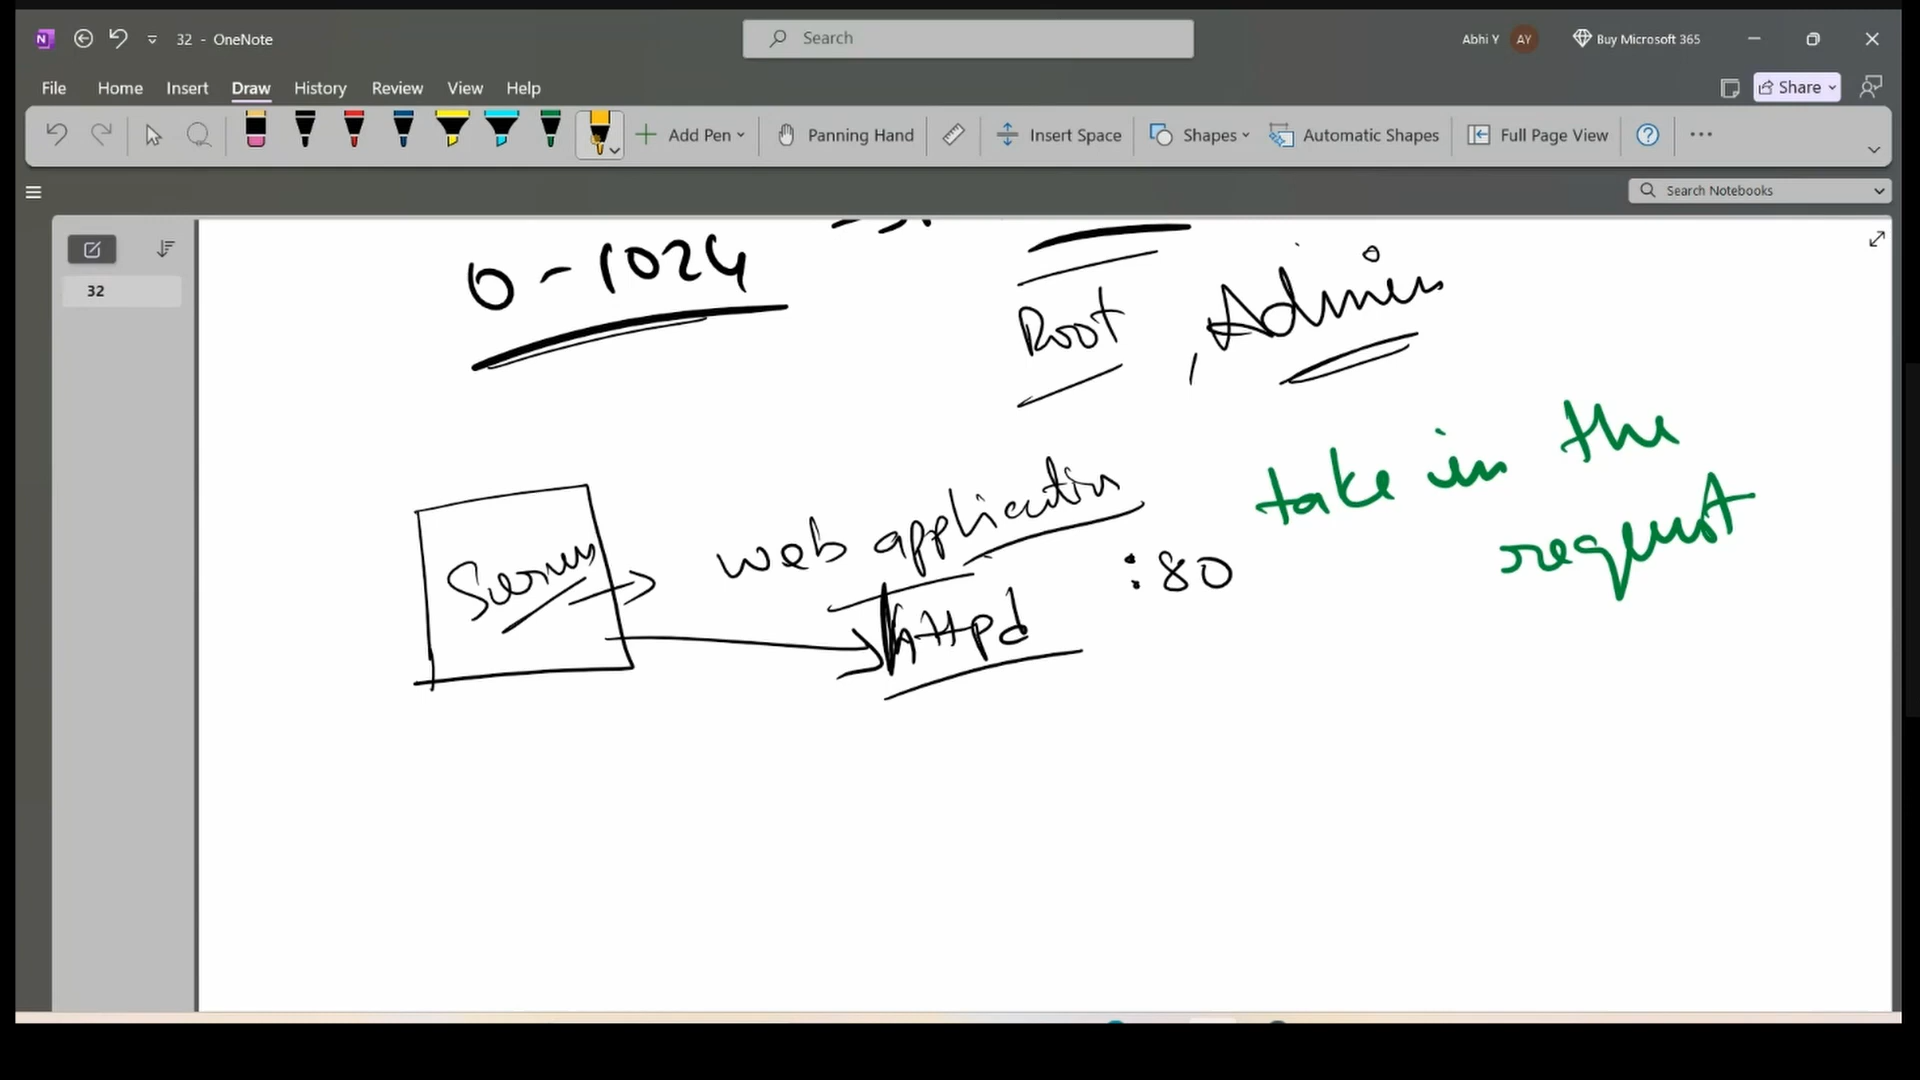 32 - OneNote
Search
Abhi Y
AY
Buy Microsoft 365
File
Home
Insert
Draw
History
Review
View
Help
Share
Add Pen
Panning Hand
Insert Space
Shapes
Automatic Shapes
Full Page View
Search Notebooks
32
0 - 1024
Root , Admin
take in the
request
Server
web application
:80
httpd